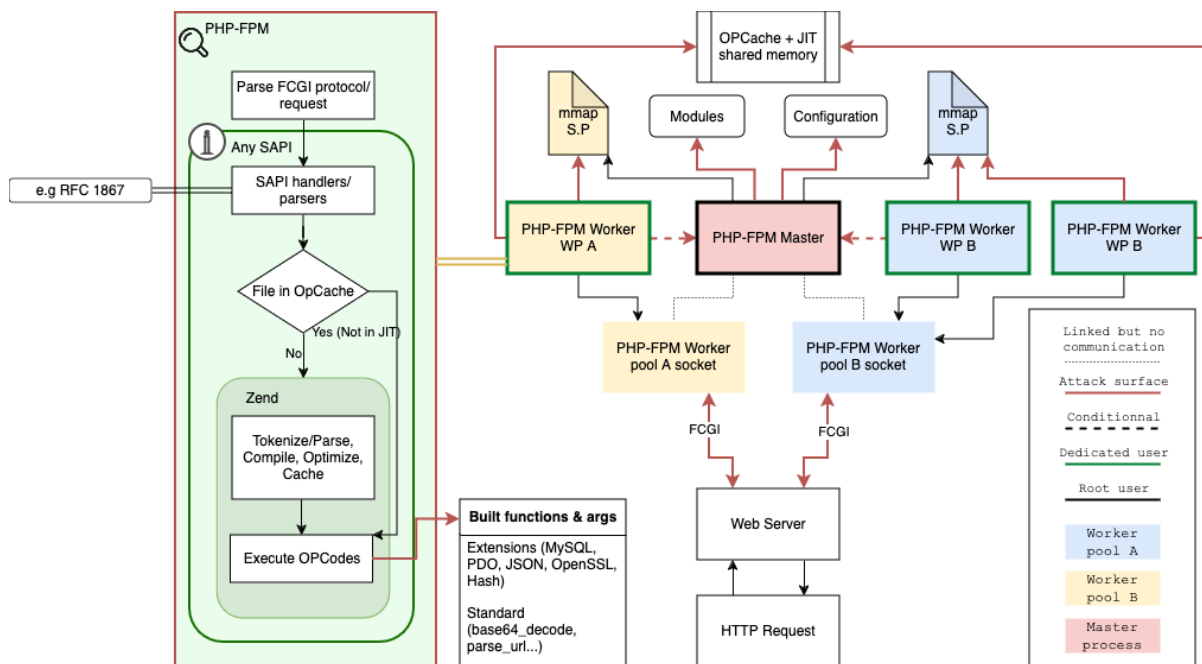 PHP-FPM
Parse FCGI protocol/
request
Any SAPI
e.g RFC 1867
SAPI handlers/
parsers
File in OpCache
Yes (Not in JIT)
No
Zend
Tokenize/Parse,
Compile, Optimize,
Cache
Execute OPCodes
Built functions & args
Extensions (MySQL,
PDO, JSON, OpenSSL,
Hash)
Standard
(base64_decode,
parse_url...)
OPCache + JIT
shared memory
mmap
S.P
Modules
Configuration
mmap
S.P
PHP-FPM Worker
WP A
PHP-FPM Master
PHP-FPM Worker
WP B
PHP-FPM Worker
WP B
PHP-FPM Worker
pool A socket
PHP-FPM Worker
pool B socket
FCGI
FCGI
Web Server
HTTP Request
Linked but no
communication
Attack surface
Conditionnal
Dedicated user
Root user
Worker
pool A
Worker
pool B
Master
process